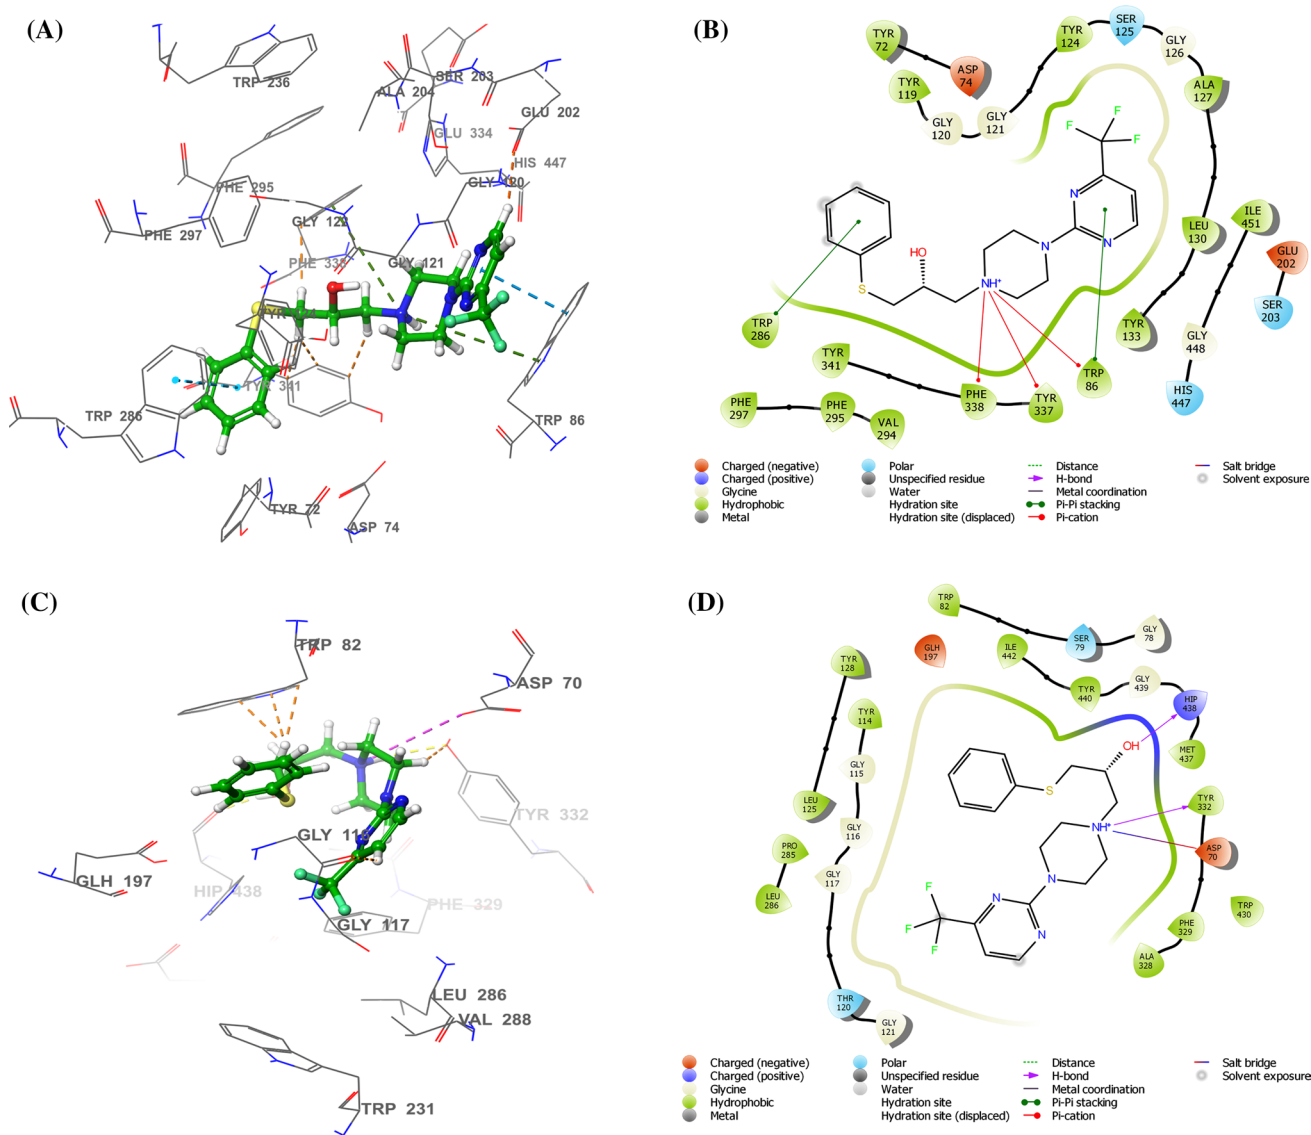 (A)
TRP 236
SER 203
ALA 204
GLU 202
GLU 334
HIS 447
GLY 120
PHE 295
GLY 122
PHE 297
PHE 338
GLY 121
TYR 341
TRP 286
TRP 86
TYR 72
ASP 74
(B)
TYR
72
ASP
74
TYR
119
GLY
120
GLY
121
TYR
124
SER
125
GLY
126
ALA
127
LEU
130
TYR
133
ILE
451
GLY
448
HIS
447
GLU
202
SER
203
F
F
F
N
N
N
HO
S
NH+
TRP
286
TYR
341
PHE
338
TYR
337
TRP
86
PHE
297
PHE
295
VAL
294
Charged (negative)
Charged (positive)
Glycine
Hydrophobic
Metal
Polar
Unspecified residue
Water
Hydration site
Hydration site (displaced)
Distance
H-bond
Metal coordination
Pi-Pi stacking
Pi-cation
Salt bridge
Solvent exposure
(C)
TRP 82
ASP 70
TYR 332
GLY 116
GLH 197
HIP 438
PHE 329
GLY 117
LEU 286
VAL 288
TRP 231
(D)
TRP
82
SER
79
GLY
78
GLH
197
ILE
442
TYR
440
GLY
439
HIP
438
MET
437
TYR
128
TYR
114
GLY
115
LEU
125
GLY
116
PRO
285
GLY
117
LEU
286
THR
120
GLY
121
TYR
332
ASP
70
TRP
430
PHE
329
ALA
328
OH
S
NH+
N
N
N
F
F
F
Charged (negative)
Charged (positive)
Glycine
Hydrophobic
Metal
Polar
Unspecified residue
Water
Hydration site
Hydration site (displaced)
Distance
H-bond
Metal coordination
Pi-Pi stacking
Pi-cation
Salt bridge
Solvent exposure